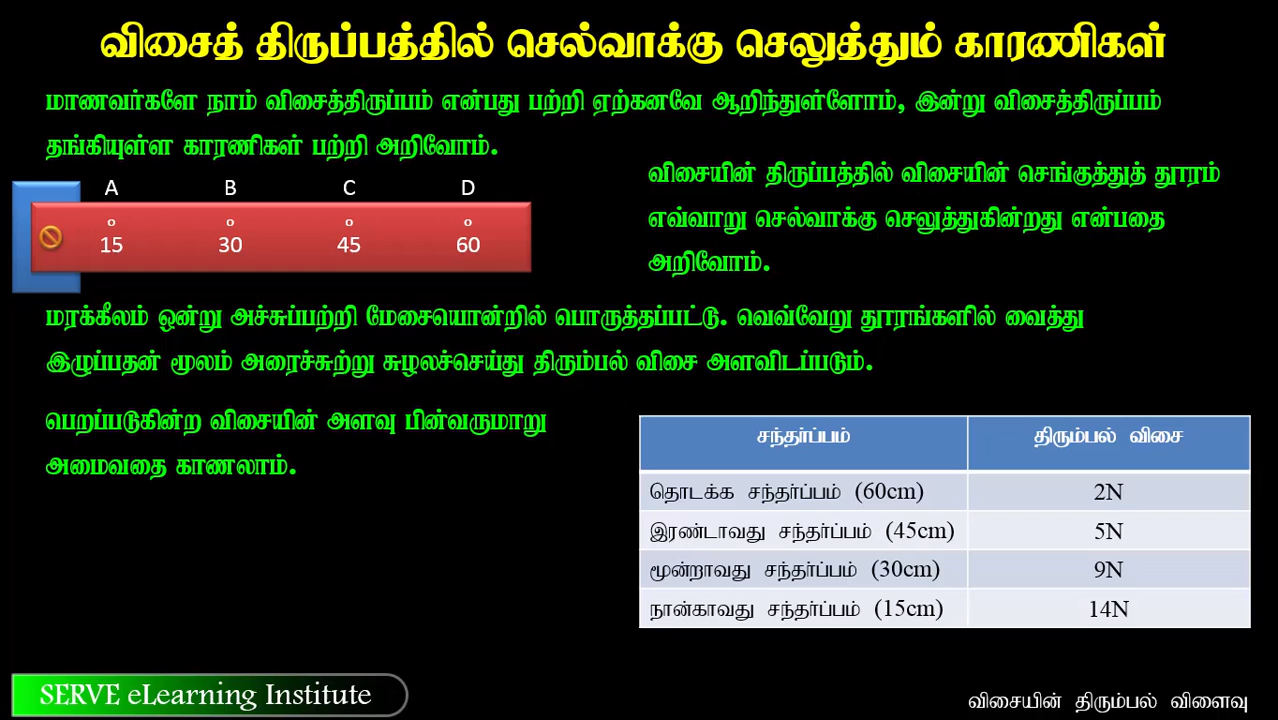 விசைத் திருப்பத்தில் செல்வாக்கு செலுத்தும் காரணிகள்
மாணவர்களே நாம் விசைத்திருப்பம் என்பது பற்றி ஏற்கனவே ஆறிந்துள்ளோம், இன்று விசைத்திருப்பம்
தங்கியுள்ள காரணிகள் பற்றி அறிவோம்.
விசையின் திருப்பத்தில் விசையின் செங்குத்துத் தூரம்
எவ்வாறு செல்வாக்கு செலுத்துகின்றது என்பதை
அறிவோம்.
A B C D
15 30 45 60
மரக்கீலம் ஒன்று அச்சுப்பற்றி மேசையொன்றில் பொருத்தப்பட்டு. வெவ்வேறு தூரங்களில் வைத்து
இழுப்பதன் மூலம் அரைச்சுற்று சுழலச்செய்து திரும்பல் விசை அளவிடப்படும்.
பெறப்படுகின்ற விசையின் அளவு பின்வருமாறு
அமைவதை காணலாம்.
சந்தர்ப்பம் திரும்பல் விசை
தொடக்க சந்தர்ப்பம் (60cm) 2N
இரண்டாவது சந்தர்ப்பம் (45cm) 5N
மூன்றாவது சந்தர்ப்பம் (30cm) 9N
நான்காவது சந்தர்ப்பம் (15cm) 14N
SERVE eLearning Institute
விசையின் திரும்பல் விளைவு